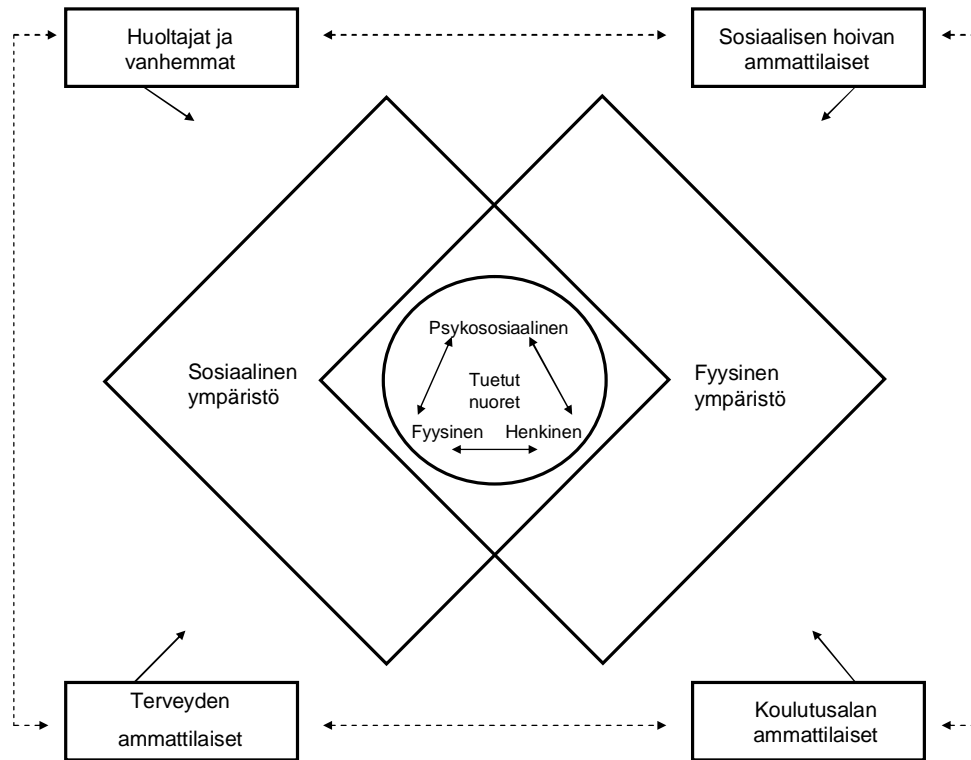 Huoltajat ja
vanhemmat
Sosiaalisen hoivan
ammattilaiset
Psykososiaalinen
Sosiaalinen
ympäristö
Tuetut
nuoret
Fyysinen
ympäristö
Fyysinen
Henkinen
Terveyden
ammattilaiset
Koulutusalan
ammattilaiset